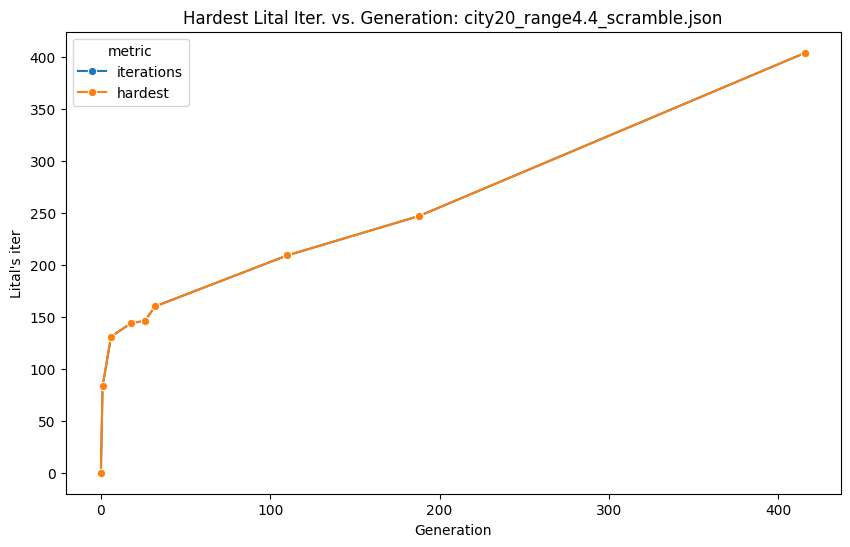 Hardest Lital Iter. vs. Generation: city20_range4.4_scramble.json
metric
iterations
hardest
Lital's iter
400
350
300
250
200
150
100
50
0
0 100 200 300 400
Generation